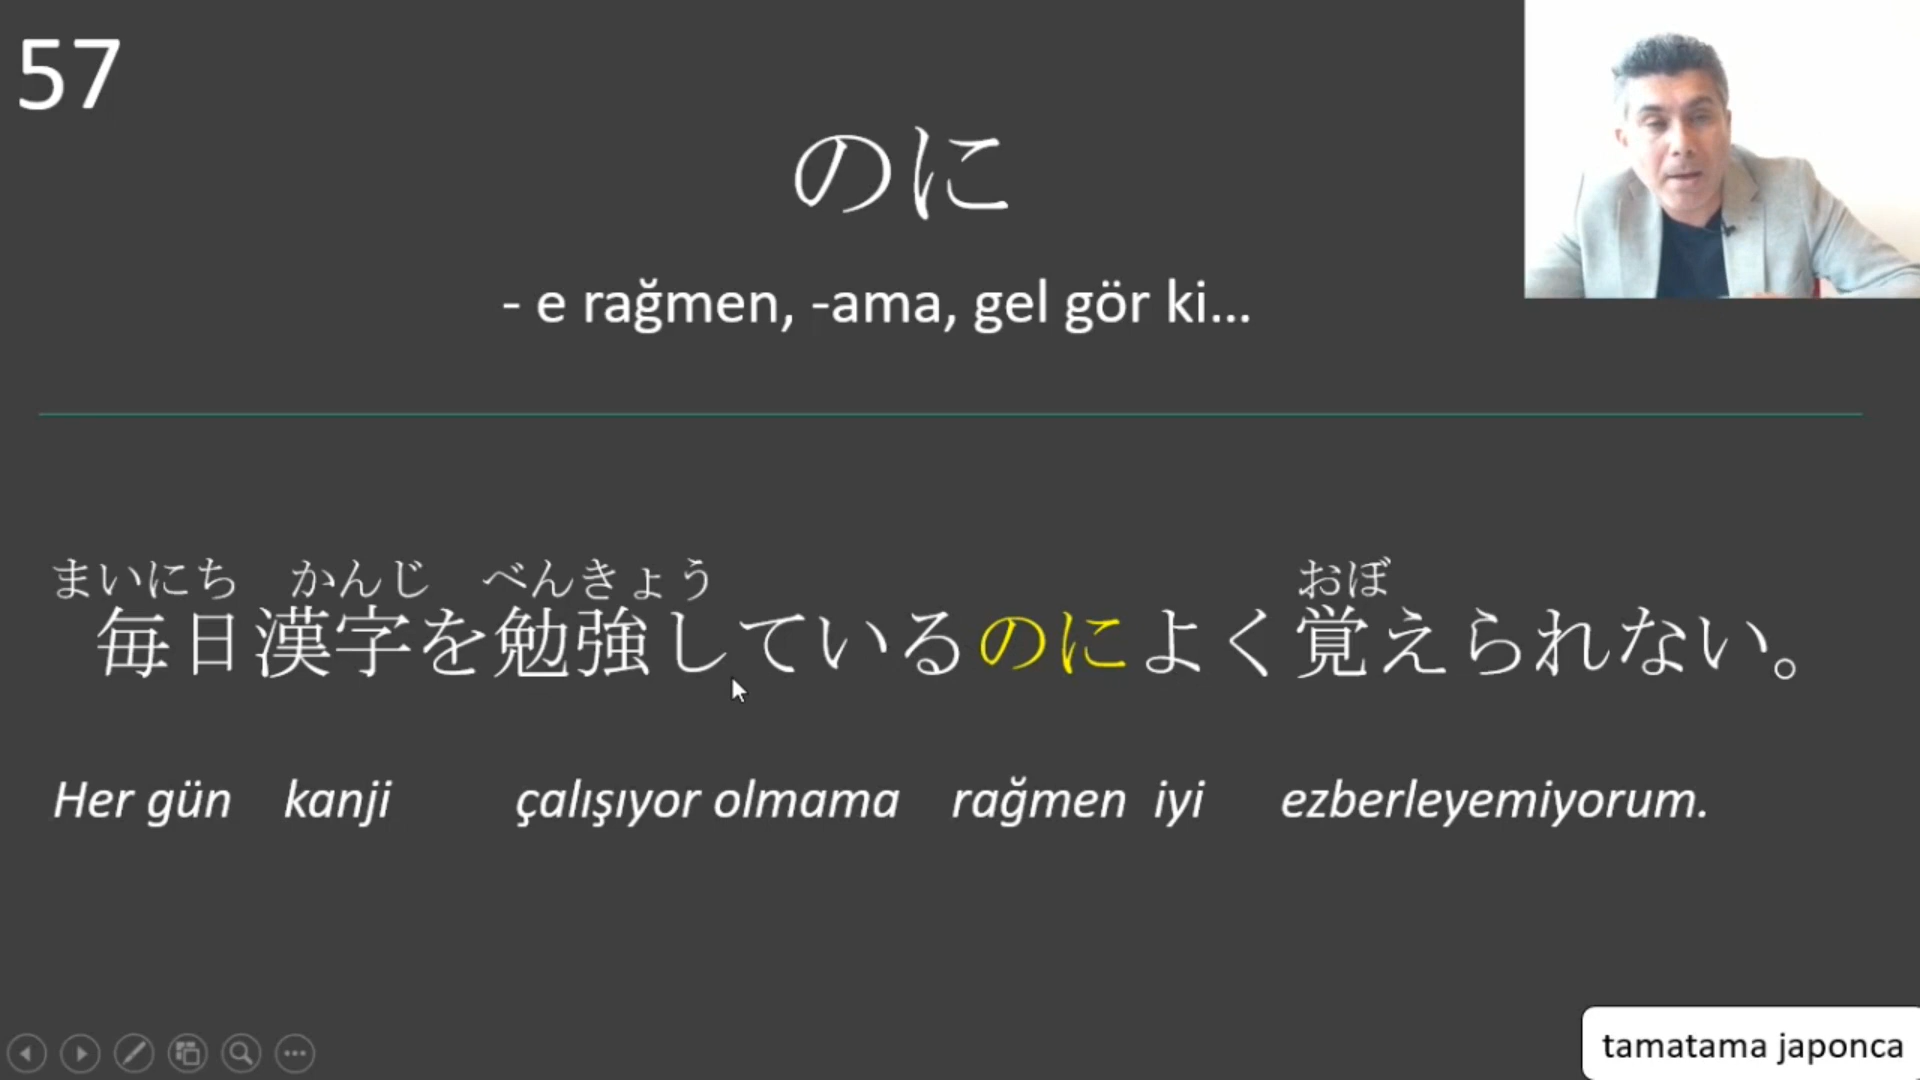 57
のに
- e rağmen, -ama, gel gör ki...
まいにち かんじ べんきょう おぼ
毎日漢字を勉強しているのによく覚えられない。
Her gün kanji çalışıyor olmama rağmen iyi ezberleyemiyorum.
tamatama japonca